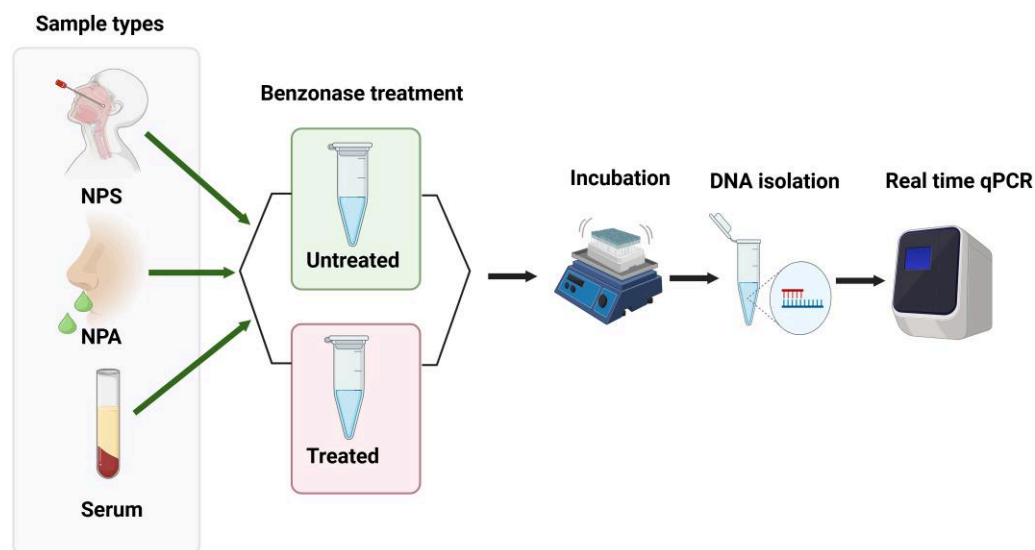 Sample types
NPS
NPA
Serum
Benzonase treatment
Untreated
Treated
Incubation
DNA isolation
Real time qPCR